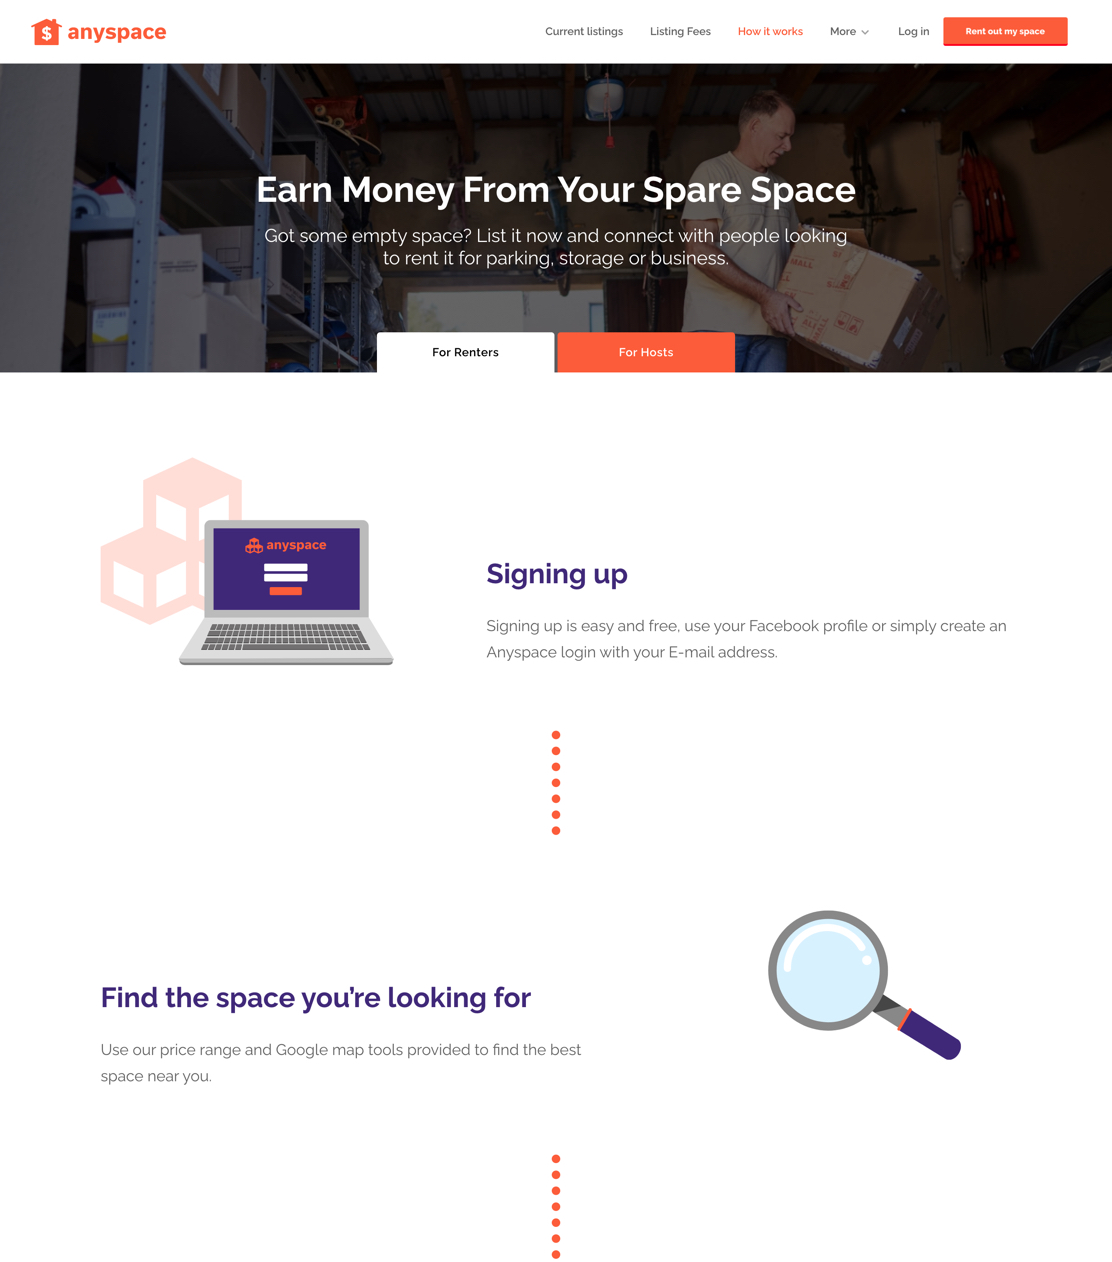 anyspace
Current listings
Listing Fees
How it works
More
Log in
Rent out my space
Earn Money From Your Spare Space
Got some empty space? List it now and connect with people looking
to rent it for parking, storage or business.
For Renters
For Hosts
anyspace
Signing up
Signing up is easy and free, use your Facebook profile or simply create an
Anyspace login with your E-mail address.
Find the space you’re looking for
Use our price range and Google map tools provided to find the best
space near you.